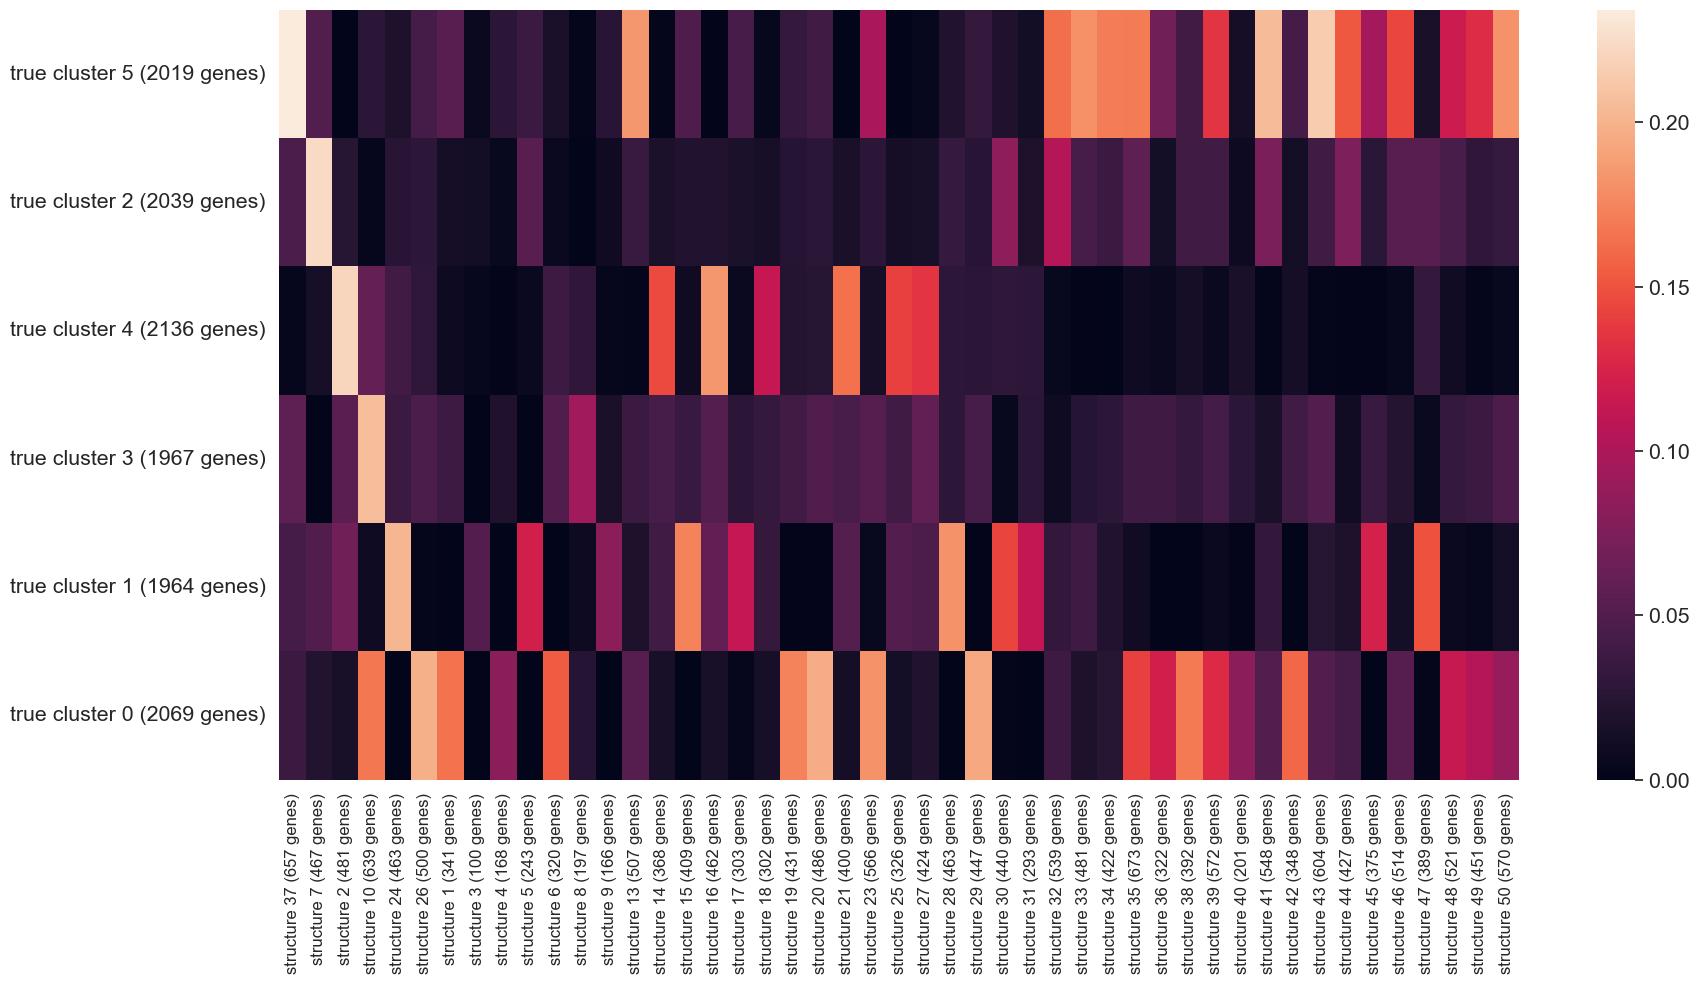 true cluster 5 (2019 genes)
true cluster 2 (2039 genes)
true cluster 4 (2136 genes)
true cluster 3 (1967 genes)
true cluster 1 (1964 genes)
true cluster 0 (2069 genes)
0.20
0.15
0.10
0.05
0.00
structure 37 (657 genes)
structure 7 (467 genes)
structure 2 (481 genes)
structure 10 (639 genes)
structure 24 (463 genes)
structure 26 (500 genes)
structure 1 (341 genes)
structure 3 (100 genes)
structure 4 (168 genes)
structure 5 (243 genes)
structure 6 (320 genes)
structure 8 (197 genes)
structure 9 (166 genes)
structure 13 (507 genes)
structure 14 (368 genes)
structure 15 (409 genes)
structure 16 (462 genes)
structure 17 (303 genes)
structure 18 (302 genes)
structure 19 (431 genes)
structure 20 (486 genes)
structure 21 (400 genes)
structure 23 (566 genes)
structure 25 (326 genes)
structure 27 (424 genes)
structure 28 (463 genes)
structure 29 (447 genes)
structure 30 (440 genes)
structure 31 (293 genes)
structure 32 (539 genes)
structure 33 (481 genes)
structure 34 (422 genes)
structure 35 (673 genes)
structure 36 (322 genes)
structure 38 (392 genes)
structure 39 (572 genes)
structure 40 (201 genes)
structure 41 (548 genes)
structure 42 (348 genes)
structure 43 (604 genes)
structure 44 (427 genes)
structure 45 (375 genes)
structure 46 (514 genes)
structure 47 (389 genes)
structure 48 (521 genes)
structure 49 (451 genes)
structure 50 (570 genes)